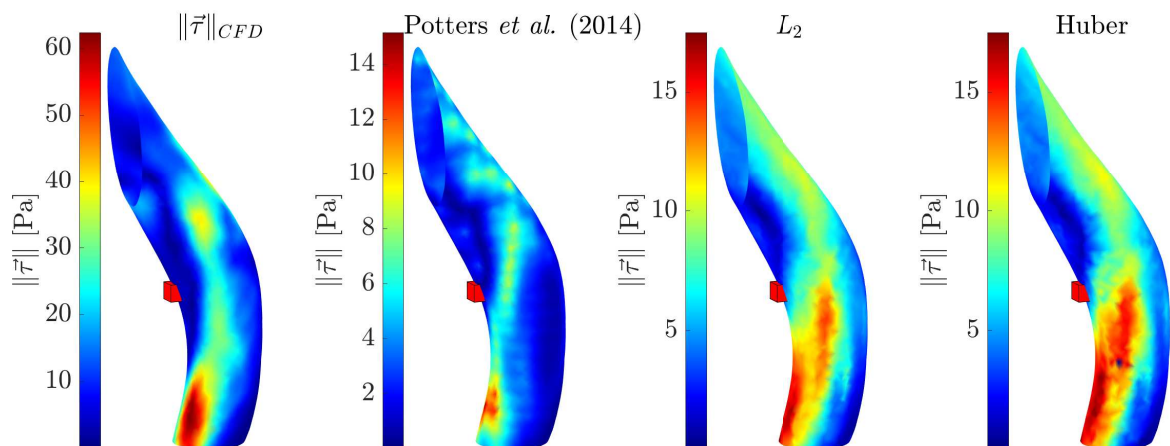 ‖τ⃗‖_CFD
Potters et al. (2014)
L₂
Huber
60
50
40
30
20
10
‖τ⃗‖ [Pa]
14
12
10
8
6
4
2
‖τ⃗‖ [Pa]
15
10
5
‖τ⃗‖ [Pa]
15
10
5
‖τ⃗‖ [Pa]